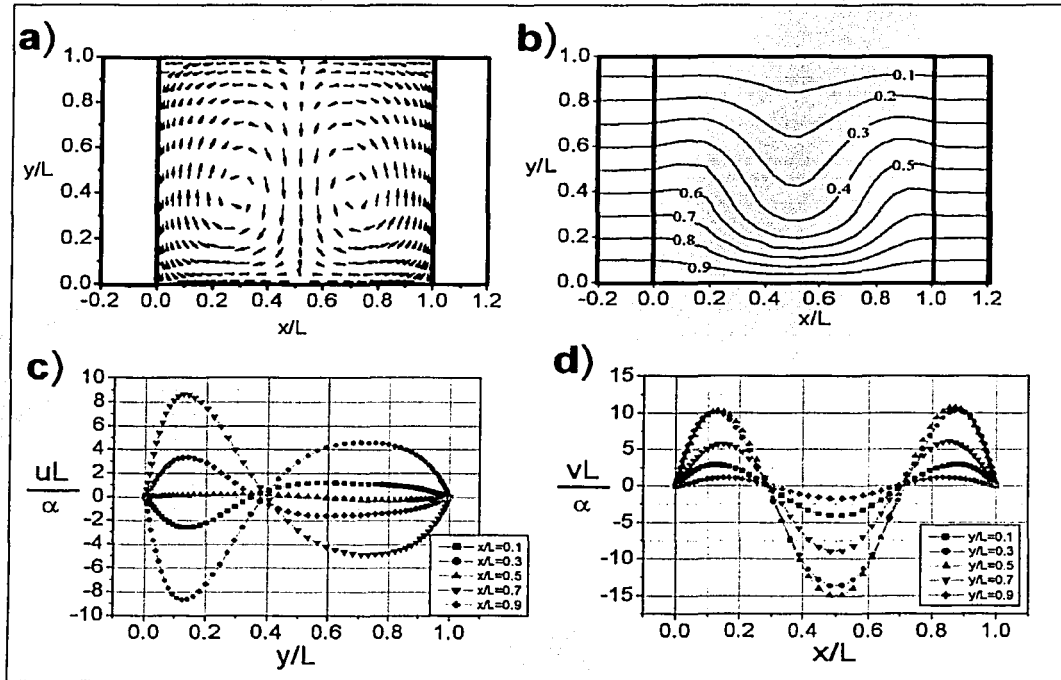 a)
1.0
0.8
0.6
y/L
0.4
0.2
0.0
-0.2 0.0 0.2 0.4 0.6 0.8 1.0 1.2
x/L
b)
1.0
0.8
0.6
y/L
0.4
0.2
0.0
0.1
0.2
0.3
0.5
0.6
0.4
0.7
0.8
0.9
-0.2 0.0 0.2 0.4 0.6 0.8 1.0 1.2
x/L
c)
10
8
6
4
2
0
-2
-4
-6
-8
-10
uL
α
x/L=0.1
x/L=0.3
x/L=0.5
x/L=0.7
x/L=0.9
0.0 0.2 0.4 0.6 0.8 1.0
y/L
d)
15
10
5
0
-5
-10
-15
vL
α
y/L=0.1
y/L=0.3
y/L=0.5
y/L=0.7
y/L=0.9
0.0 0.2 0.4 0.6 0.8 1.0
x/L